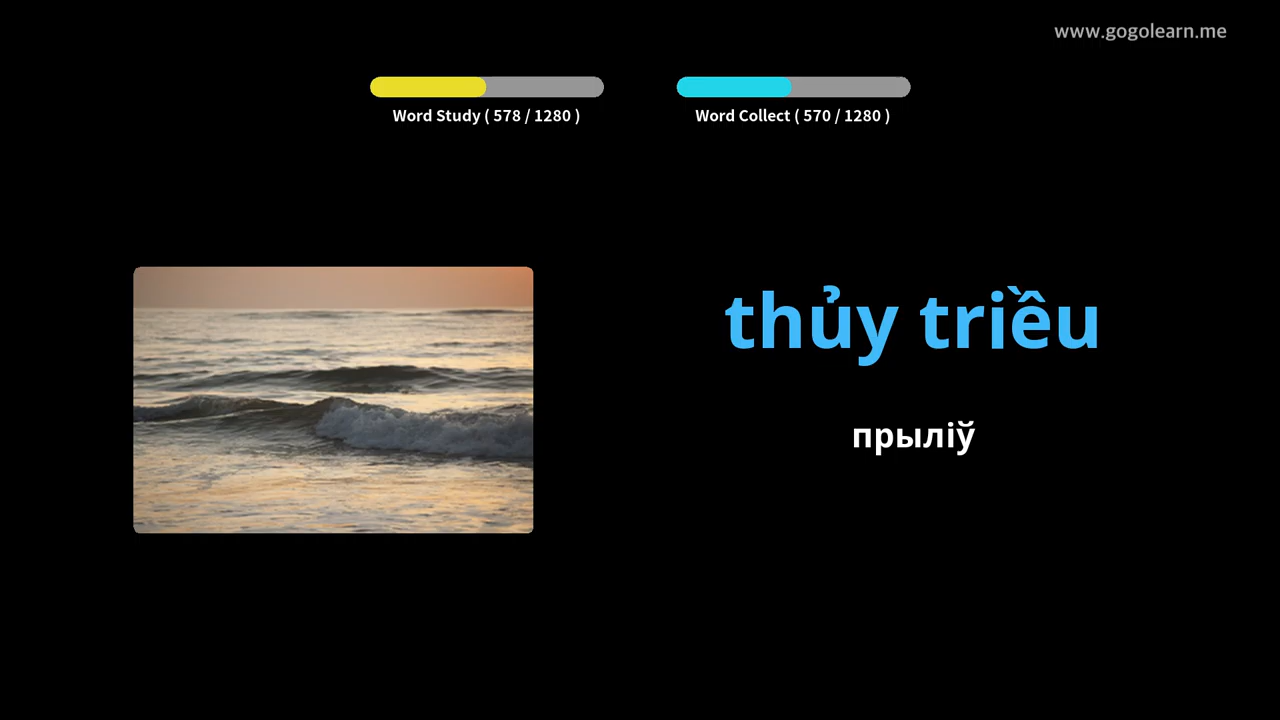 www.gogolearn.me
Word Study ( 578 / 1280 )
Word Collect ( 570 / 1280 )
thủy triều
прыліў